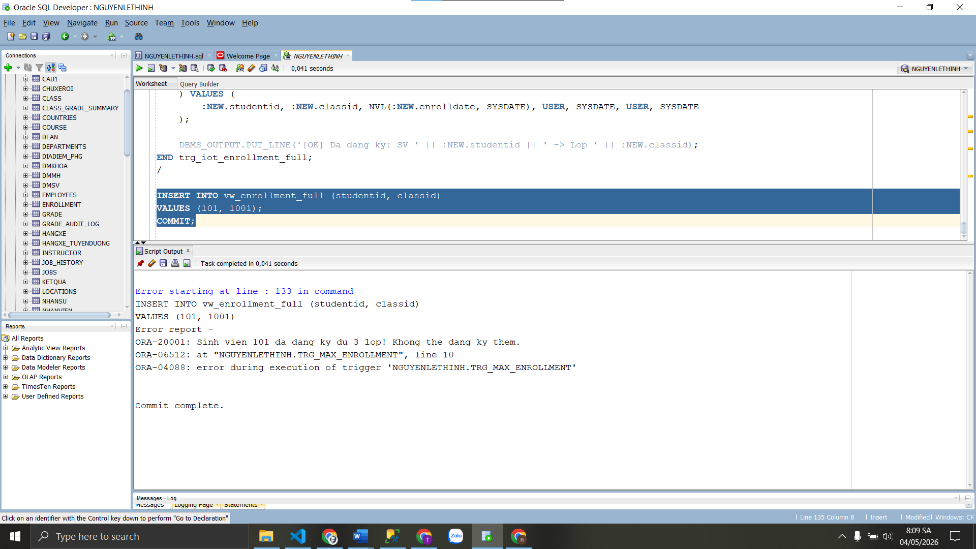 Oracle SQL Developer : NGUYENLETHINH
File Edit View Navigate Run Source Team Tools Window Help
Connections
NGUYENLETHINH.sql Welcome Page NGUYENLETHINH
0,041 seconds
NGUYENLETHINH
Worksheet Query Builder
CAU1
CHUXEROI
CLASS
CLASS_GRADE_SUMMARY
COUNTRIES
COURSE
DEAN
DEPARTMENTS
DIADIEM_PHG
DMKHOA
DMMH
DMSV
EMPLOYEES
ENROLLMENT
GRADE
GRADE_AUDIT_LOG
HANGXE
HANGXE_TUYENDUONG
INSTRUCTOR
JOB_HISTORY
JOBS
KETQUA
LOCATIONS
NHANSU
NHANVIEN
) VALUES (
:NEW.studentid, :NEW.classid, NVL(:NEW.enrolldate, SYSDATE), USER, SYSDATE, USER, SYSDATE
);
DBMS_OUTPUT.PUT_LINE('[OK] Da dang ky: SV ' || :NEW.studentid || ' -> Lop ' || :NEW.classid);
END trg_iot_enrollment_full;
/
INSERT INTO vw_enrollment_full (studentid, classid)
VALUES (101, 1001);
COMMIT;
Script Output
Task completed in 0,041 seconds
Error starting at line : 133 in command -
INSERT INTO vw_enrollment_full (studentid, classid)
VALUES (101, 1001)
Error report -
ORA-20001: Sinh vien 101 da dang ky du 3 lop! Khong the dang ky them.
ORA-06512: at "NGUYENLETHINH.TRG_MAX_ENROLLMENT", line 10
ORA-04088: error during execution of trigger 'NGUYENLETHINH.TRG_MAX_ENROLLMENT'
Commit complete.
Reports
All Reports
Analytic View Reports
Data Dictionary Reports
Data Modeler Reports
OLAP Reports
TimesTen Reports
User Defined Reports
Messages - Log
Messages Logging Page Statements
Click on an identifier with the Control key down to perform "Go to Declaration"
Line 135 Column 8 Insert Modified Windows: CR
Type here to search
Zalo
8:09 SA
04/05/2026